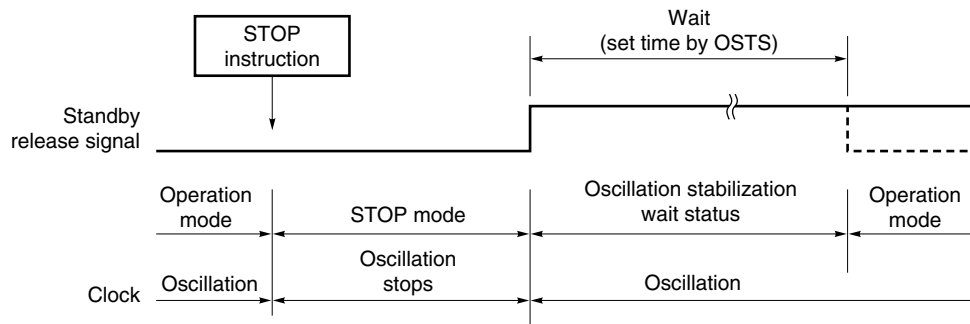 STOP
instruction
Wait
(set time by OSTS)
Standby
release signal
Operation
mode
STOP mode
Oscillation stabilization
wait status
Operation
mode
Clock
Oscillation
Oscillation
stops
Oscillation